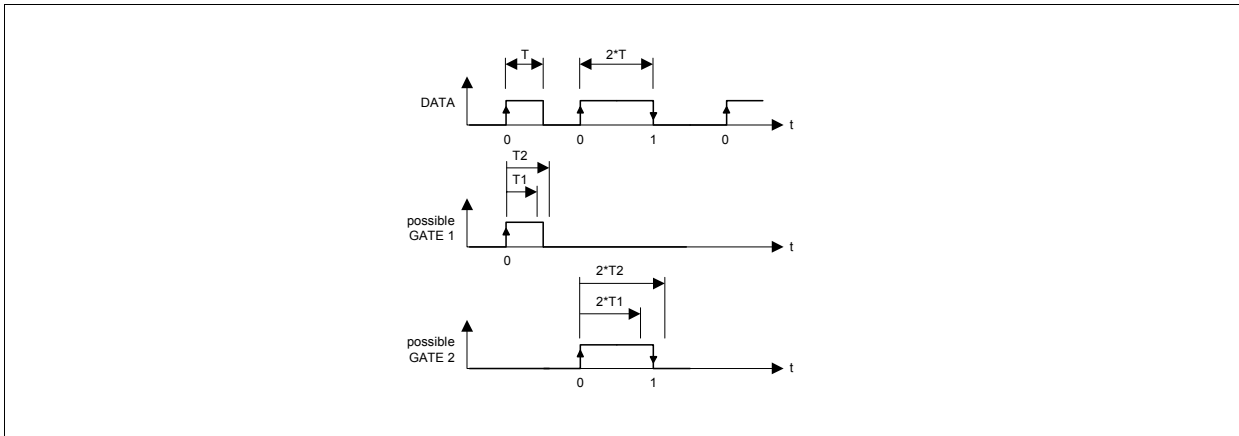 T 2*T
DATA
t
0 0 1 0
T2
T1
possible
GATE 1
t
0
2*T2
2*T1
possible
GATE 2
t
0 1